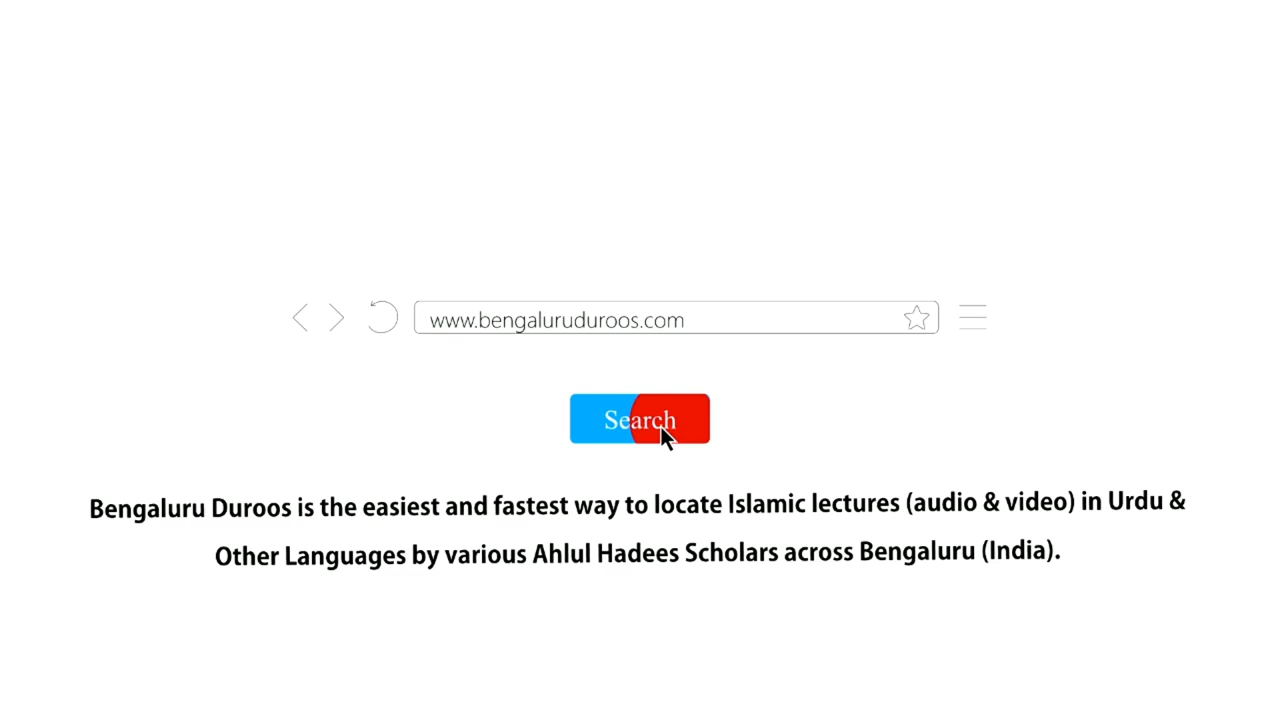 www.bengaluruduroos.com
Search
Bengaluru Duroos is the easiest and fastest way to locate Islamic lectures (audio & video) in Urdu &
Other Languages by various Ahlul Hadees Scholars across Bengaluru (India).